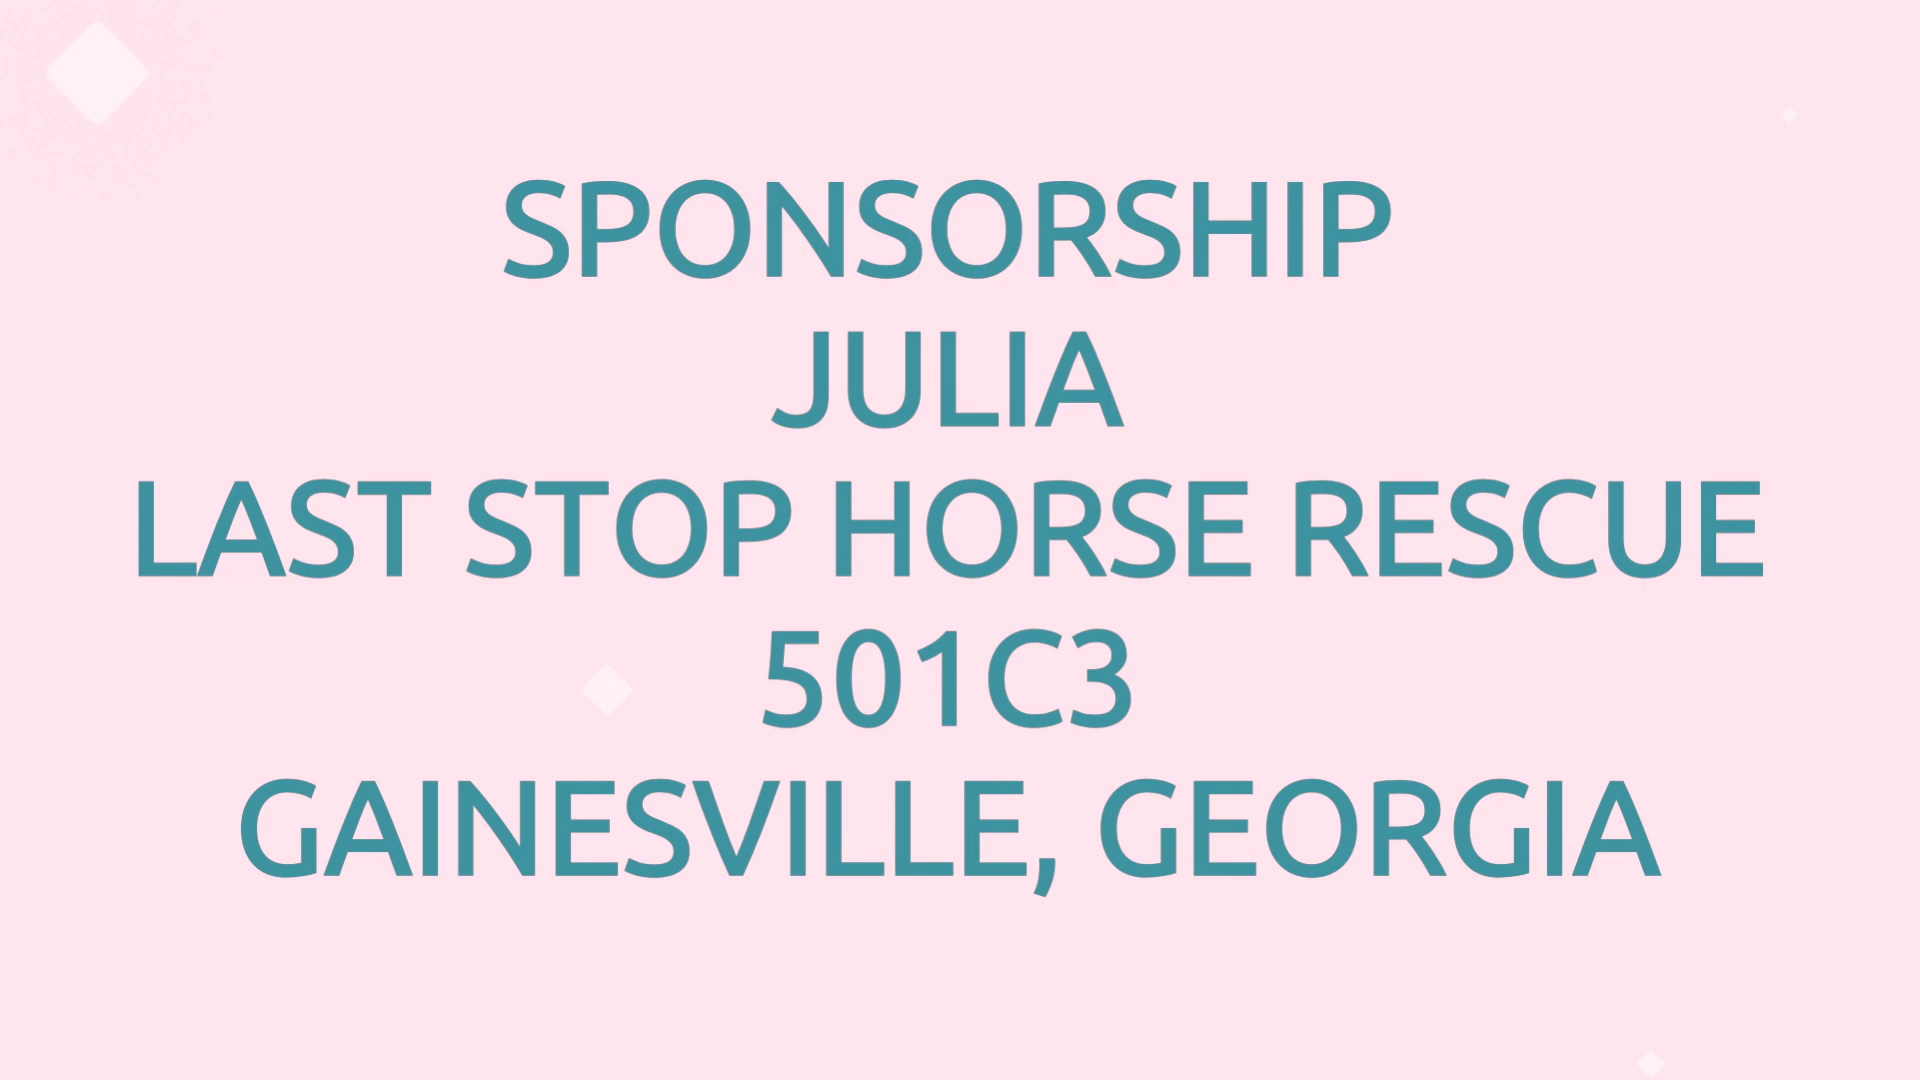 SPONSORSHIP
JULIA
LAST STOP HORSE RESCUE
501C3
GAINESVILLE, GEORGIA